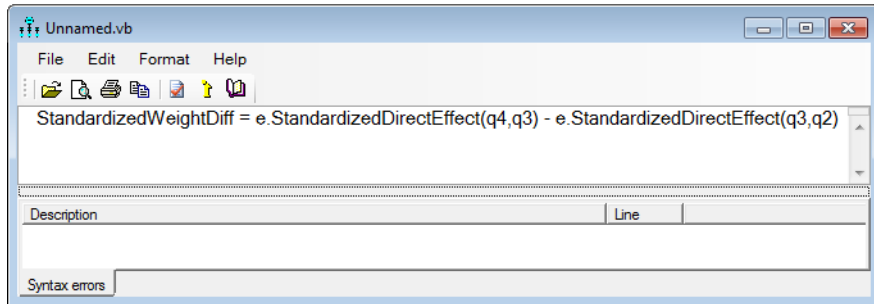 Unnamed.vb
File Edit Format Help
StandardizedWeightDiff = e.StandardizedDirectEffect(q4,q3) - e.StandardizedDirectEffect(q3,q2)
Description Line
Syntax errors